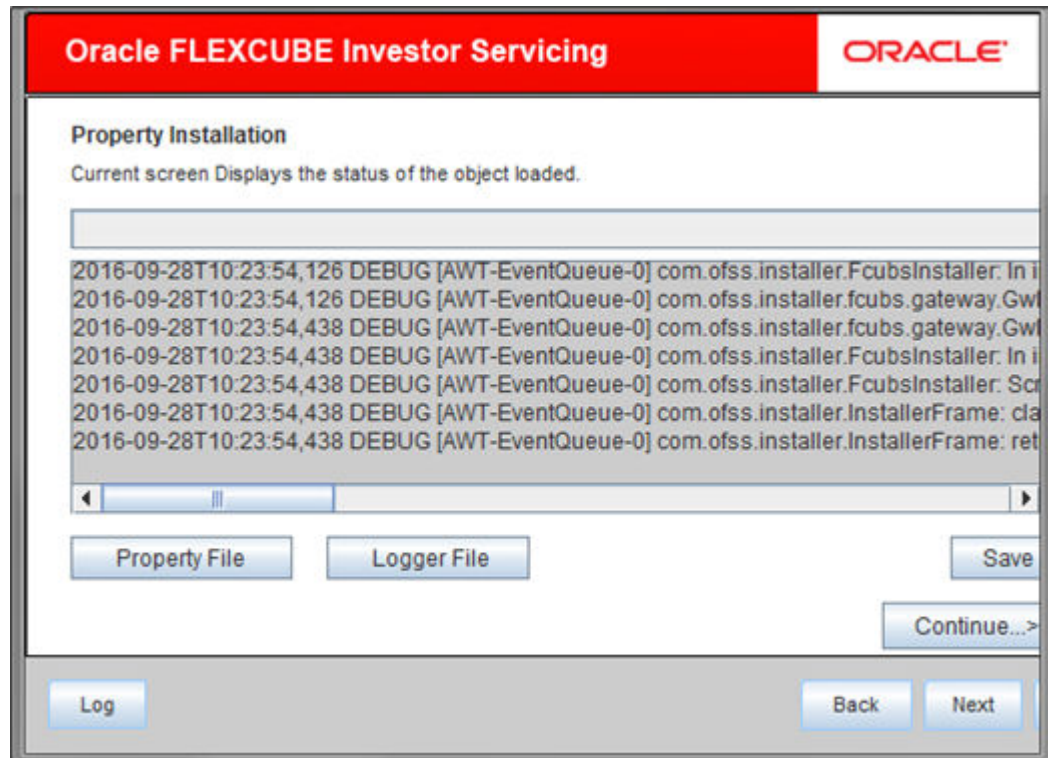 Oracle FLEXCUBE Investor Servicing
ORACLE
Property Installation
Current screen Displays the status of the object loaded.
2016-09-28T10:23:54,126 DEBUG [AWT-EventQueue-0] com.ofss.installer.FcubsInstaller: In
2016-09-28T10:23:54,126 DEBUG [AWT-EventQueue-0] com.ofss.installer.fcubs.gateway.
2016-09-28T10:23:54,438 DEBUG [AWT-EventQueue-0] com.ofss.installer.fcubs.gateway.
2016-09-28T10:23:54,438 DEBUG [AWT-EventQueue-0] com.ofss.installer.FcubsInstaller: In
2016-09-28T10:23:54,438 DEBUG [AWT-EventQueue-0] com.ofss.installer.FcubsInstaller: Scr
2016-09-28T10:23:54,438 DEBUG [AWT-EventQueue-0] com.ofss.installer.InstallerFrame: cla
2016-09-28T10:23:54,438 DEBUG [AWT-EventQueue-0] com.ofss.installer.InstallerFrame: ret
Property File
Logger File
Save
Continue...>
Log
Back
Next